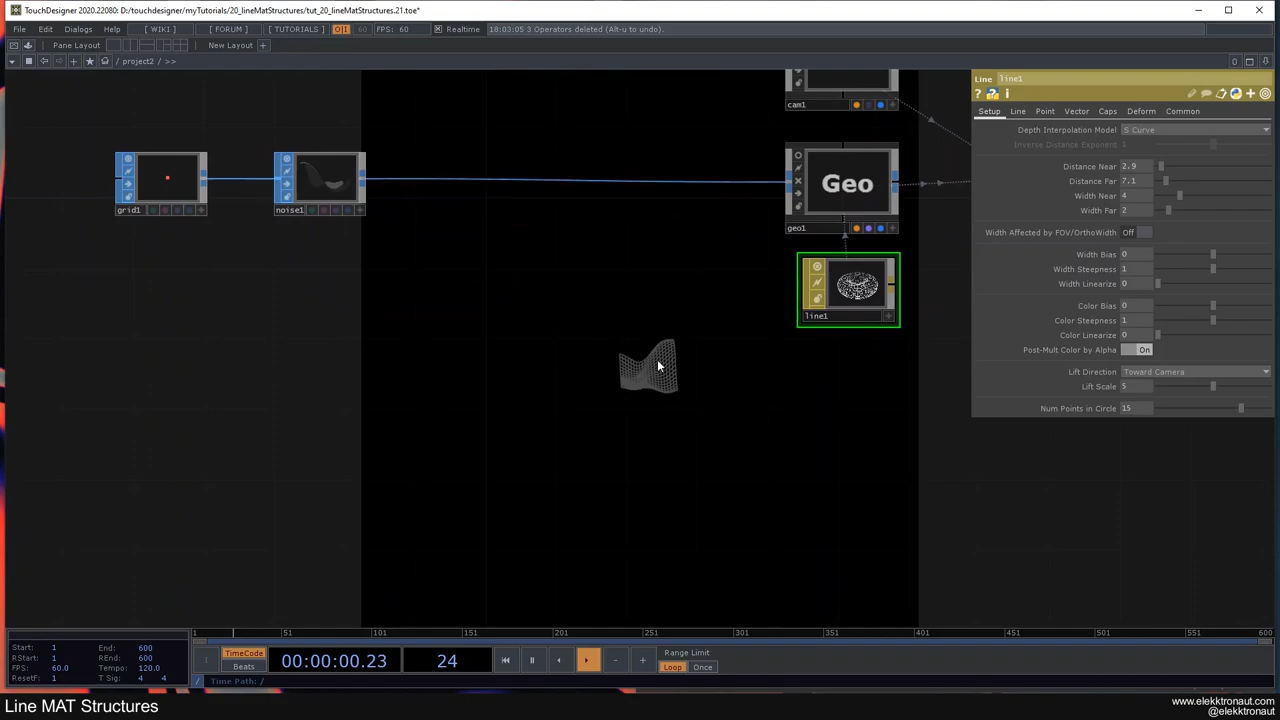 TouchDesigner 2020.22080: D:/touchdesigner/myTutorials/20_lineMatStructures/tut_20_lineMatStructures.21.toe*
File Edit Dialogs Help [ WIKI ] [ FORUM ] [ TUTORIALS ] O|I 60 FPS: 60 Realtime 18:03:05 3 Operators deleted (Alt-u to undo).
Pane Layout New Layout +
/ project2 / >>
0
cam1
Geo
geo1
grid1
noise1
line1
Line line1
? i
Setup Line Point Vector Caps Deform Common
Depth Interpolation Model S Curve
Inverse Distance Exponent 1
Distance Near 2.9
Distance Far 7.1
Width Near 4
Width Far 2
Width Affected by FOV/OrthoWidth Off
Width Bias 0
Width Steepness 1
Width Linearize 0
Color Bias 0
Color Steepness 1
Color Linearize 0
Post-Mult Color by Alpha On
Lift Direction Toward Camera
Lift Scale 5
Num Points in Circle 15
1 51 101 151 201 251 301 351 401 451 501 551 600
Start: 1 End: 600
RStart: 1 REnd: 600
FPS: 60.0 Tempo: 120.0
ResetF: 1 T Sig: 4 4
TimeCode
Beats
00:00:00.23
24
Range Limit
Loop Once
/ Time Path: /
Line MAT Structures
www.elekktronaut.com
@elekktronaut